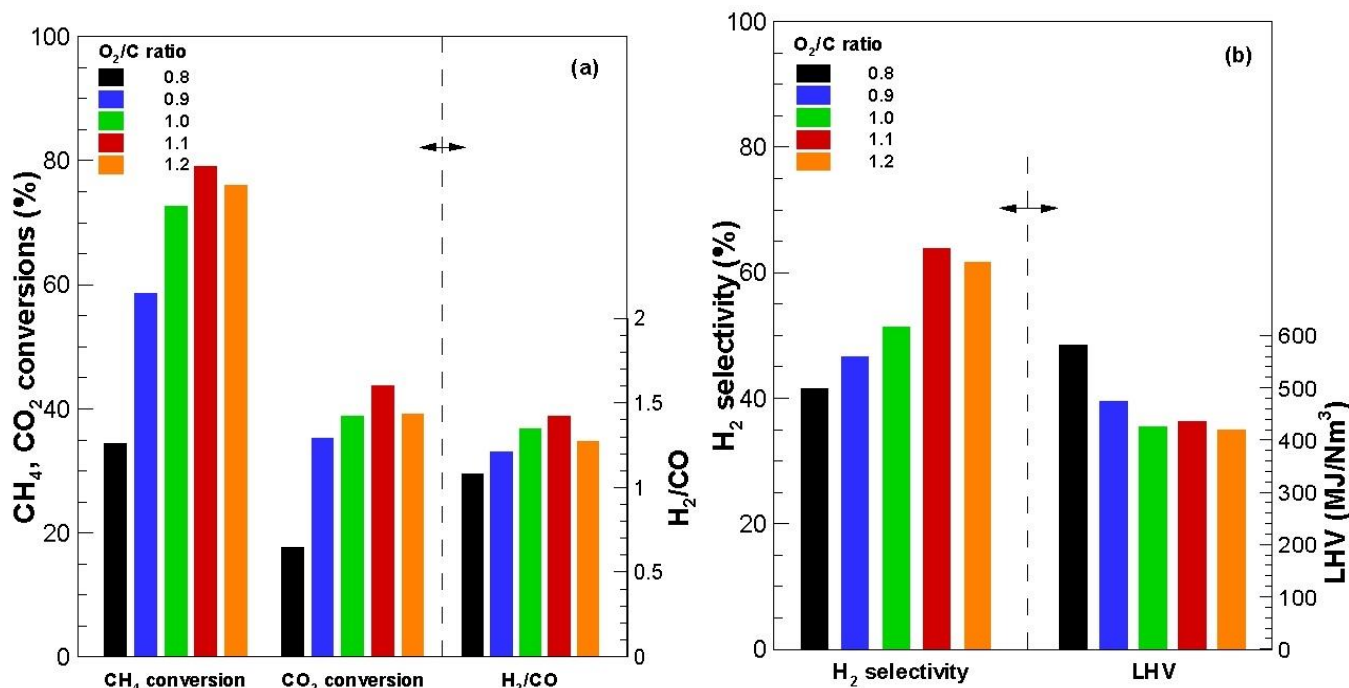 O₂/C ratio
0.8
0.9
1.0
1.1
1.2
(a)
100
80
60
40
20
0
CH₄, CO₂ conversions (%)
CH₄ conversion
CO₂ conversion
H₂/CO
2
1.5
1
0.5
0
H₂/CO
O₂/C ratio
0.8
0.9
1.0
1.1
1.2
(b)
100
80
60
40
20
0
H₂ selectivity (%)
H₂ selectivity
LHV
600
500
400
300
200
100
0
LHV (MJ/Nm³)